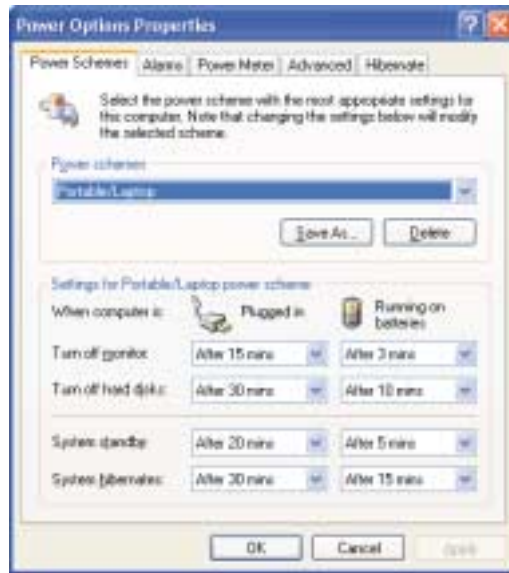 Power Options Properties
Power Schemes Alarms Power Meter Advanced Hibernate
Select the power scheme with the most appropriate settings for
this computer. Note that changing the settings below will modify
the selected scheme.
Power schemes
Portable/Laptop
Save As... Delete
Settings for Portable/Laptop power scheme
When computer is: Plugged in Running on
batteries
Turn off monitor: After 15 mins After 3 mins
Turn off hard disks: After 30 mins After 10 mins
System standby: After 20 mins After 5 mins
System hibernates: After 30 mins After 15 mins
OK Cancel Apply